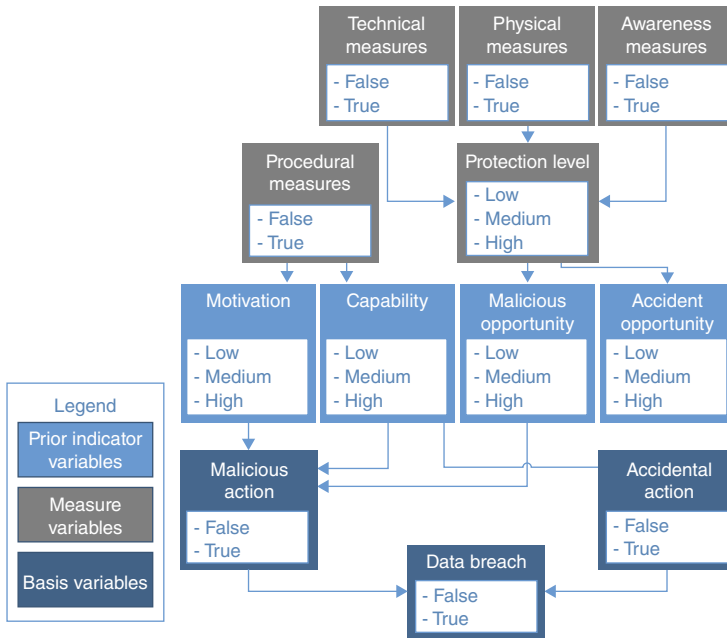 Technical
measures
- False
- True
Physical
measures
- False
- True
Awareness
measures
- False
- True
Procedural
measures
- False
- True
Protection level
- Low
- Medium
- High
Motivation
- Low
- Medium
- High
Capability
- Low
- Medium
- High
Malicious
opportunity
- Low
- Medium
- High
Accident
opportunity
- Low
- Medium
- High
Legend
Prior indicator
variables
Measure
variables
Basis variables
Malicious
action
- False
- True
Accidental
action
- False
- True
Data breach
- False
- True